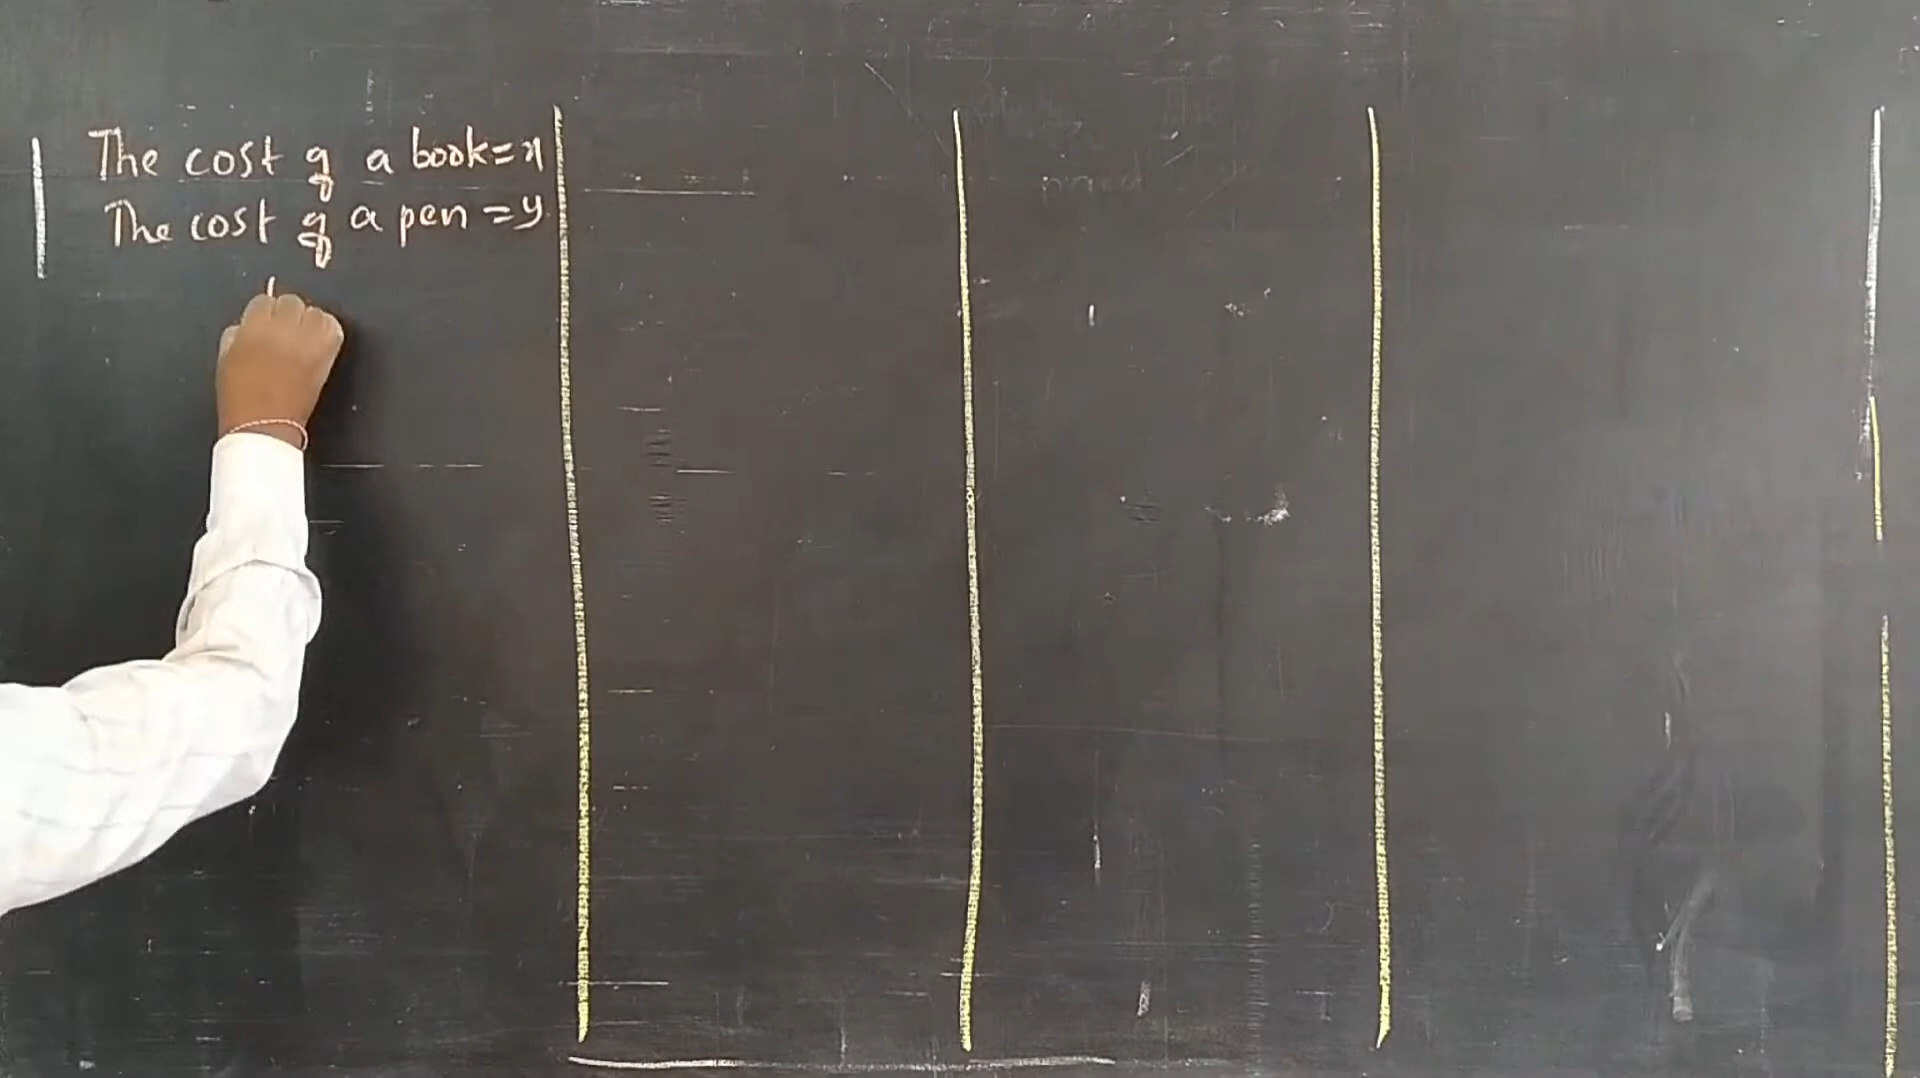 The cost of a book=x
The cost of a pen =y